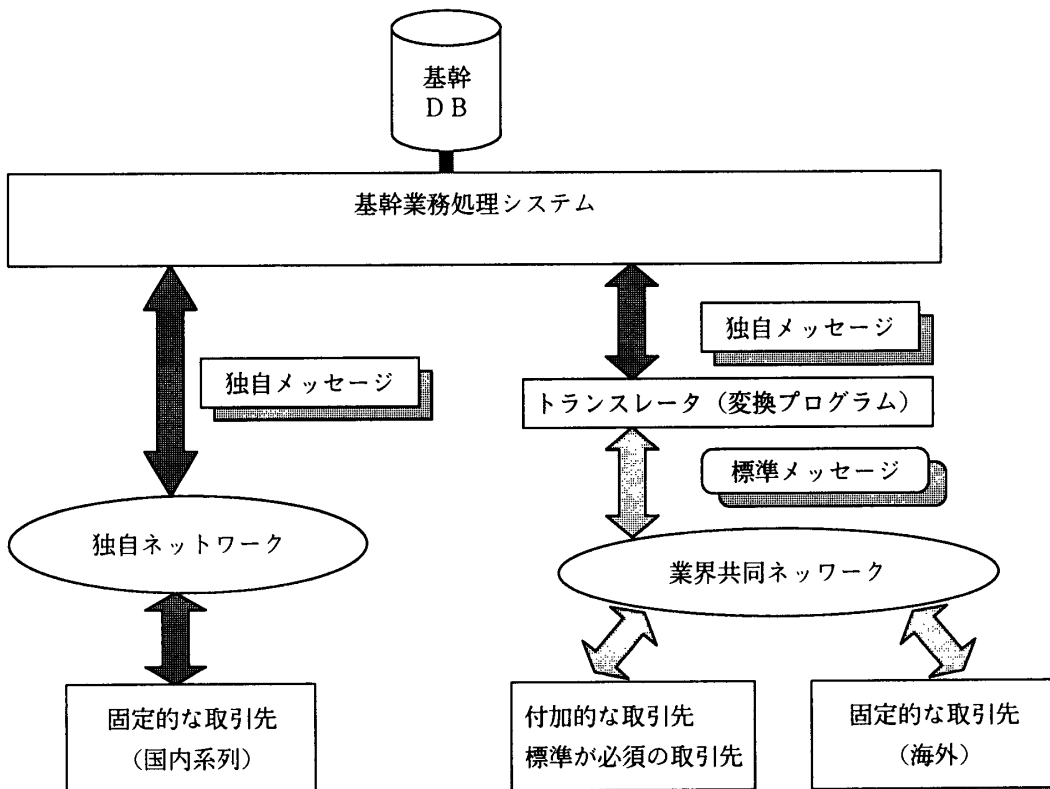 基幹
DB
基幹業務処理システム
独自メッセージ
独自メッセージ
トランスレータ（変換プログラム）
標準メッセージ
独自ネットワーク
業界共同ネッワーク
固定的な取引先
（国内系列）
付加的な取引先
標準が必須の取引先
固定的な取引先
（海外）